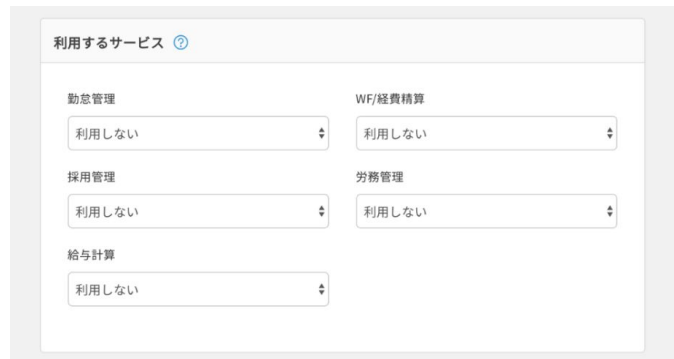 利用するサービス ?
勤怠管理 WF/経費精算
利用しない 利用しない
採用管理 労務管理
利用しない 利用しない
給与計算
利用しない